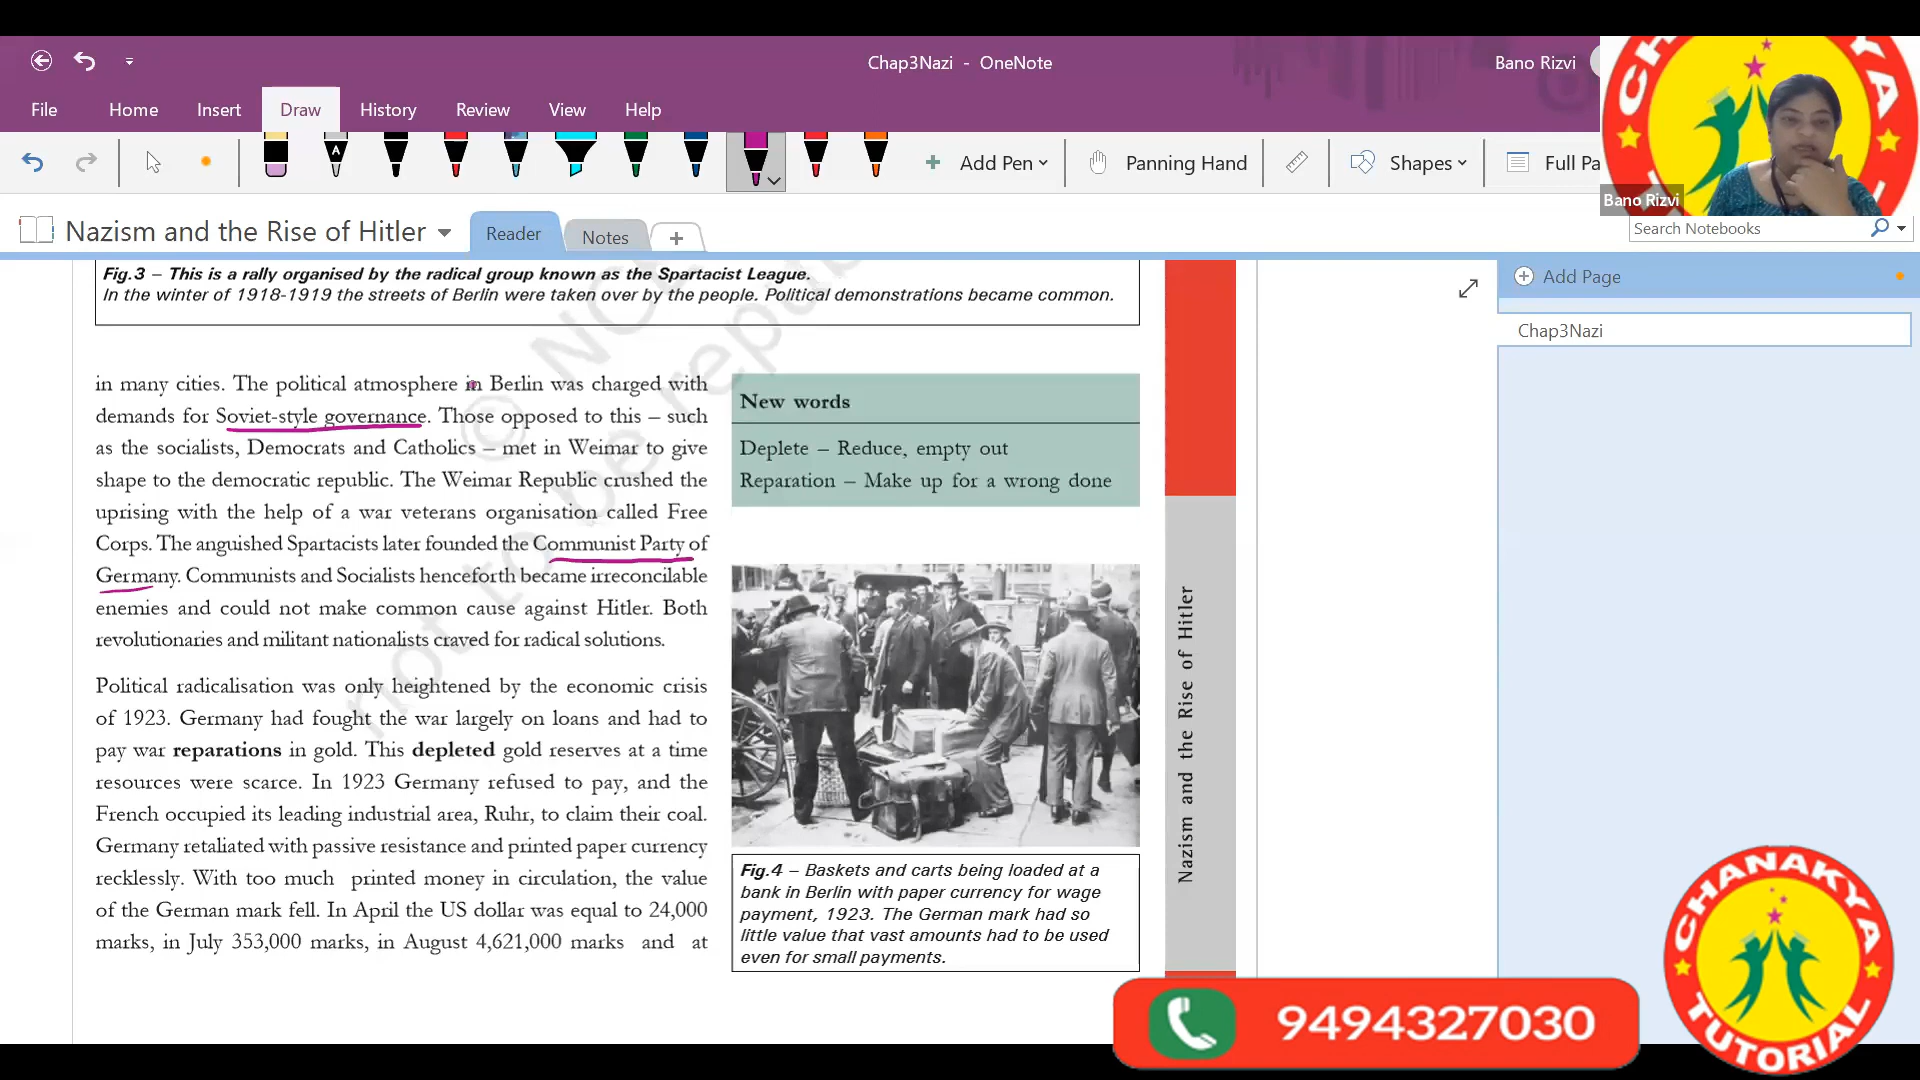 Chap3Nazi - OneNote
Bano Rizvi
File Home Insert Draw History Review View Help
A
Add Pen
Panning Hand
Shapes
Full Pa
Bano Rizvi
Nazism and the Rise of Hitler
Reader
Notes
Search Notebooks
Add Page
Chap3Nazi
Fig.3 – This is a rally organised by the radical group known as the Spartacist League.
In the winter of 1918-1919 the streets of Berlin were taken over by the people. Political demonstrations became common.
in many cities. The political atmosphere in Berlin was charged with
demands for Soviet-style governance. Those opposed to this – such
as the socialists, Democrats and Catholics – met in Weimar to give
shape to the democratic republic. The Weimar Republic crushed the
uprising with the help of a war veterans organisation called Free
Corps. The anguished Spartacists later founded the Communist Party of
Germany. Communists and Socialists henceforth became irreconcilable
enemies and could not make common cause against Hitler. Both
revolutionaries and militant nationalists craved for radical solutions.
Political radicalisation was only heightened by the economic crisis
of 1923. Germany had fought the war largely on loans and had to
pay war reparations in gold. This depleted gold reserves at a time
resources were scarce. In 1923 Germany refused to pay, and the
French occupied its leading industrial area, Ruhr, to claim their coal.
Germany retaliated with passive resistance and printed paper currency
recklessly. With too much printed money in circulation, the value
of the German mark fell. In April the US dollar was equal to 24,000
marks, in July 353,000 marks, in August 4,621,000 marks and at
New words
Deplete – Reduce, empty out
Reparation – Make up for a wrong done
Fig.4 – Baskets and carts being loaded at a
bank in Berlin with paper currency for wage
payment, 1923. The German mark had so
little value that vast amounts had to be used
even for small payments.
Nazism and the Rise of Hitler
not to be republ
9494327030
CHANAKYA
TUTORIAL